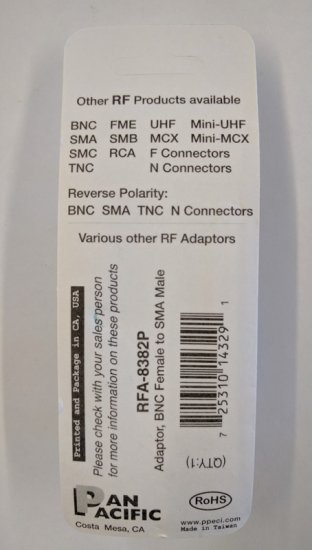 Other RF Products available
BNC FME UHF Mini-UHF
SMA SMB MCX Mini-MCX
SMC RCA F Connectors
TNC N Connectors
Reverse Polarity:
BNC SMA TNC N Connectors
Various other RF Adaptors
Printed and Package in CA, USA
Please check with your sales person
for more information on these products
RFA-8382P
Adaptor, BNC Female to SMA Male
7 25310 14329 1
(QTY:1)
PAN
PACIFIC
Costa Mesa, CA
RoHS
www.ppeci.com
Made in Taiwan